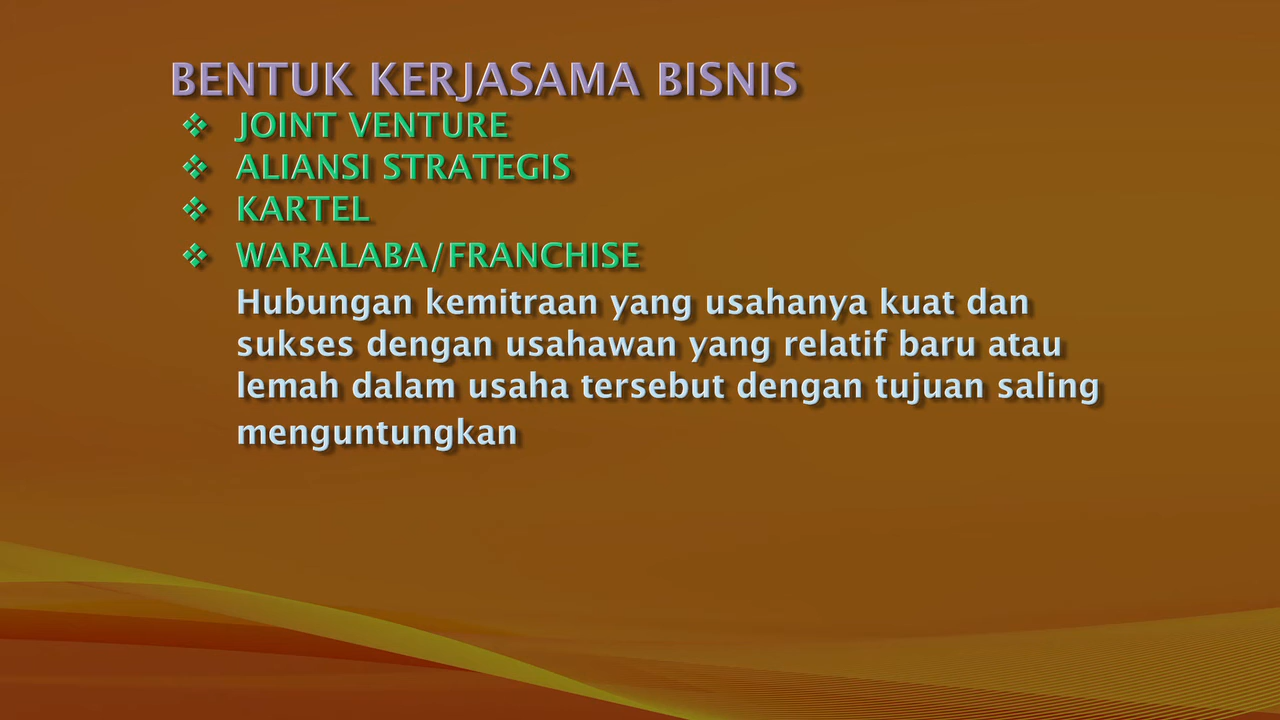 BENTUK KERJASAMA BISNIS
❖ JOINT VENTURE
❖ ALIANSI STRATEGIS
❖ KARTEL
❖ WARALABA/FRANCHISE
Hubungan kemitraan yang usahanya kuat dan
sukses dengan usahawan yang relatif baru atau
lemah dalam usaha tersebut dengan tujuan saling
menguntungkan